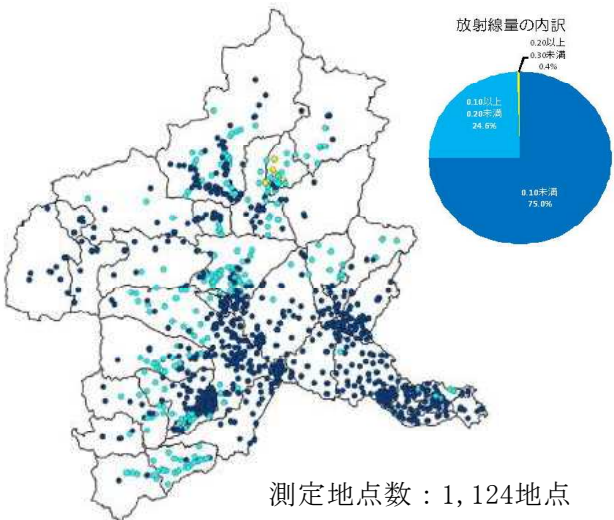 放射線量の内訳
0.20以上
0.30未満
0.4%
0.10以上
0.20未満
24.6%
0.10未満
75.0%
測定地点数：1,124地点